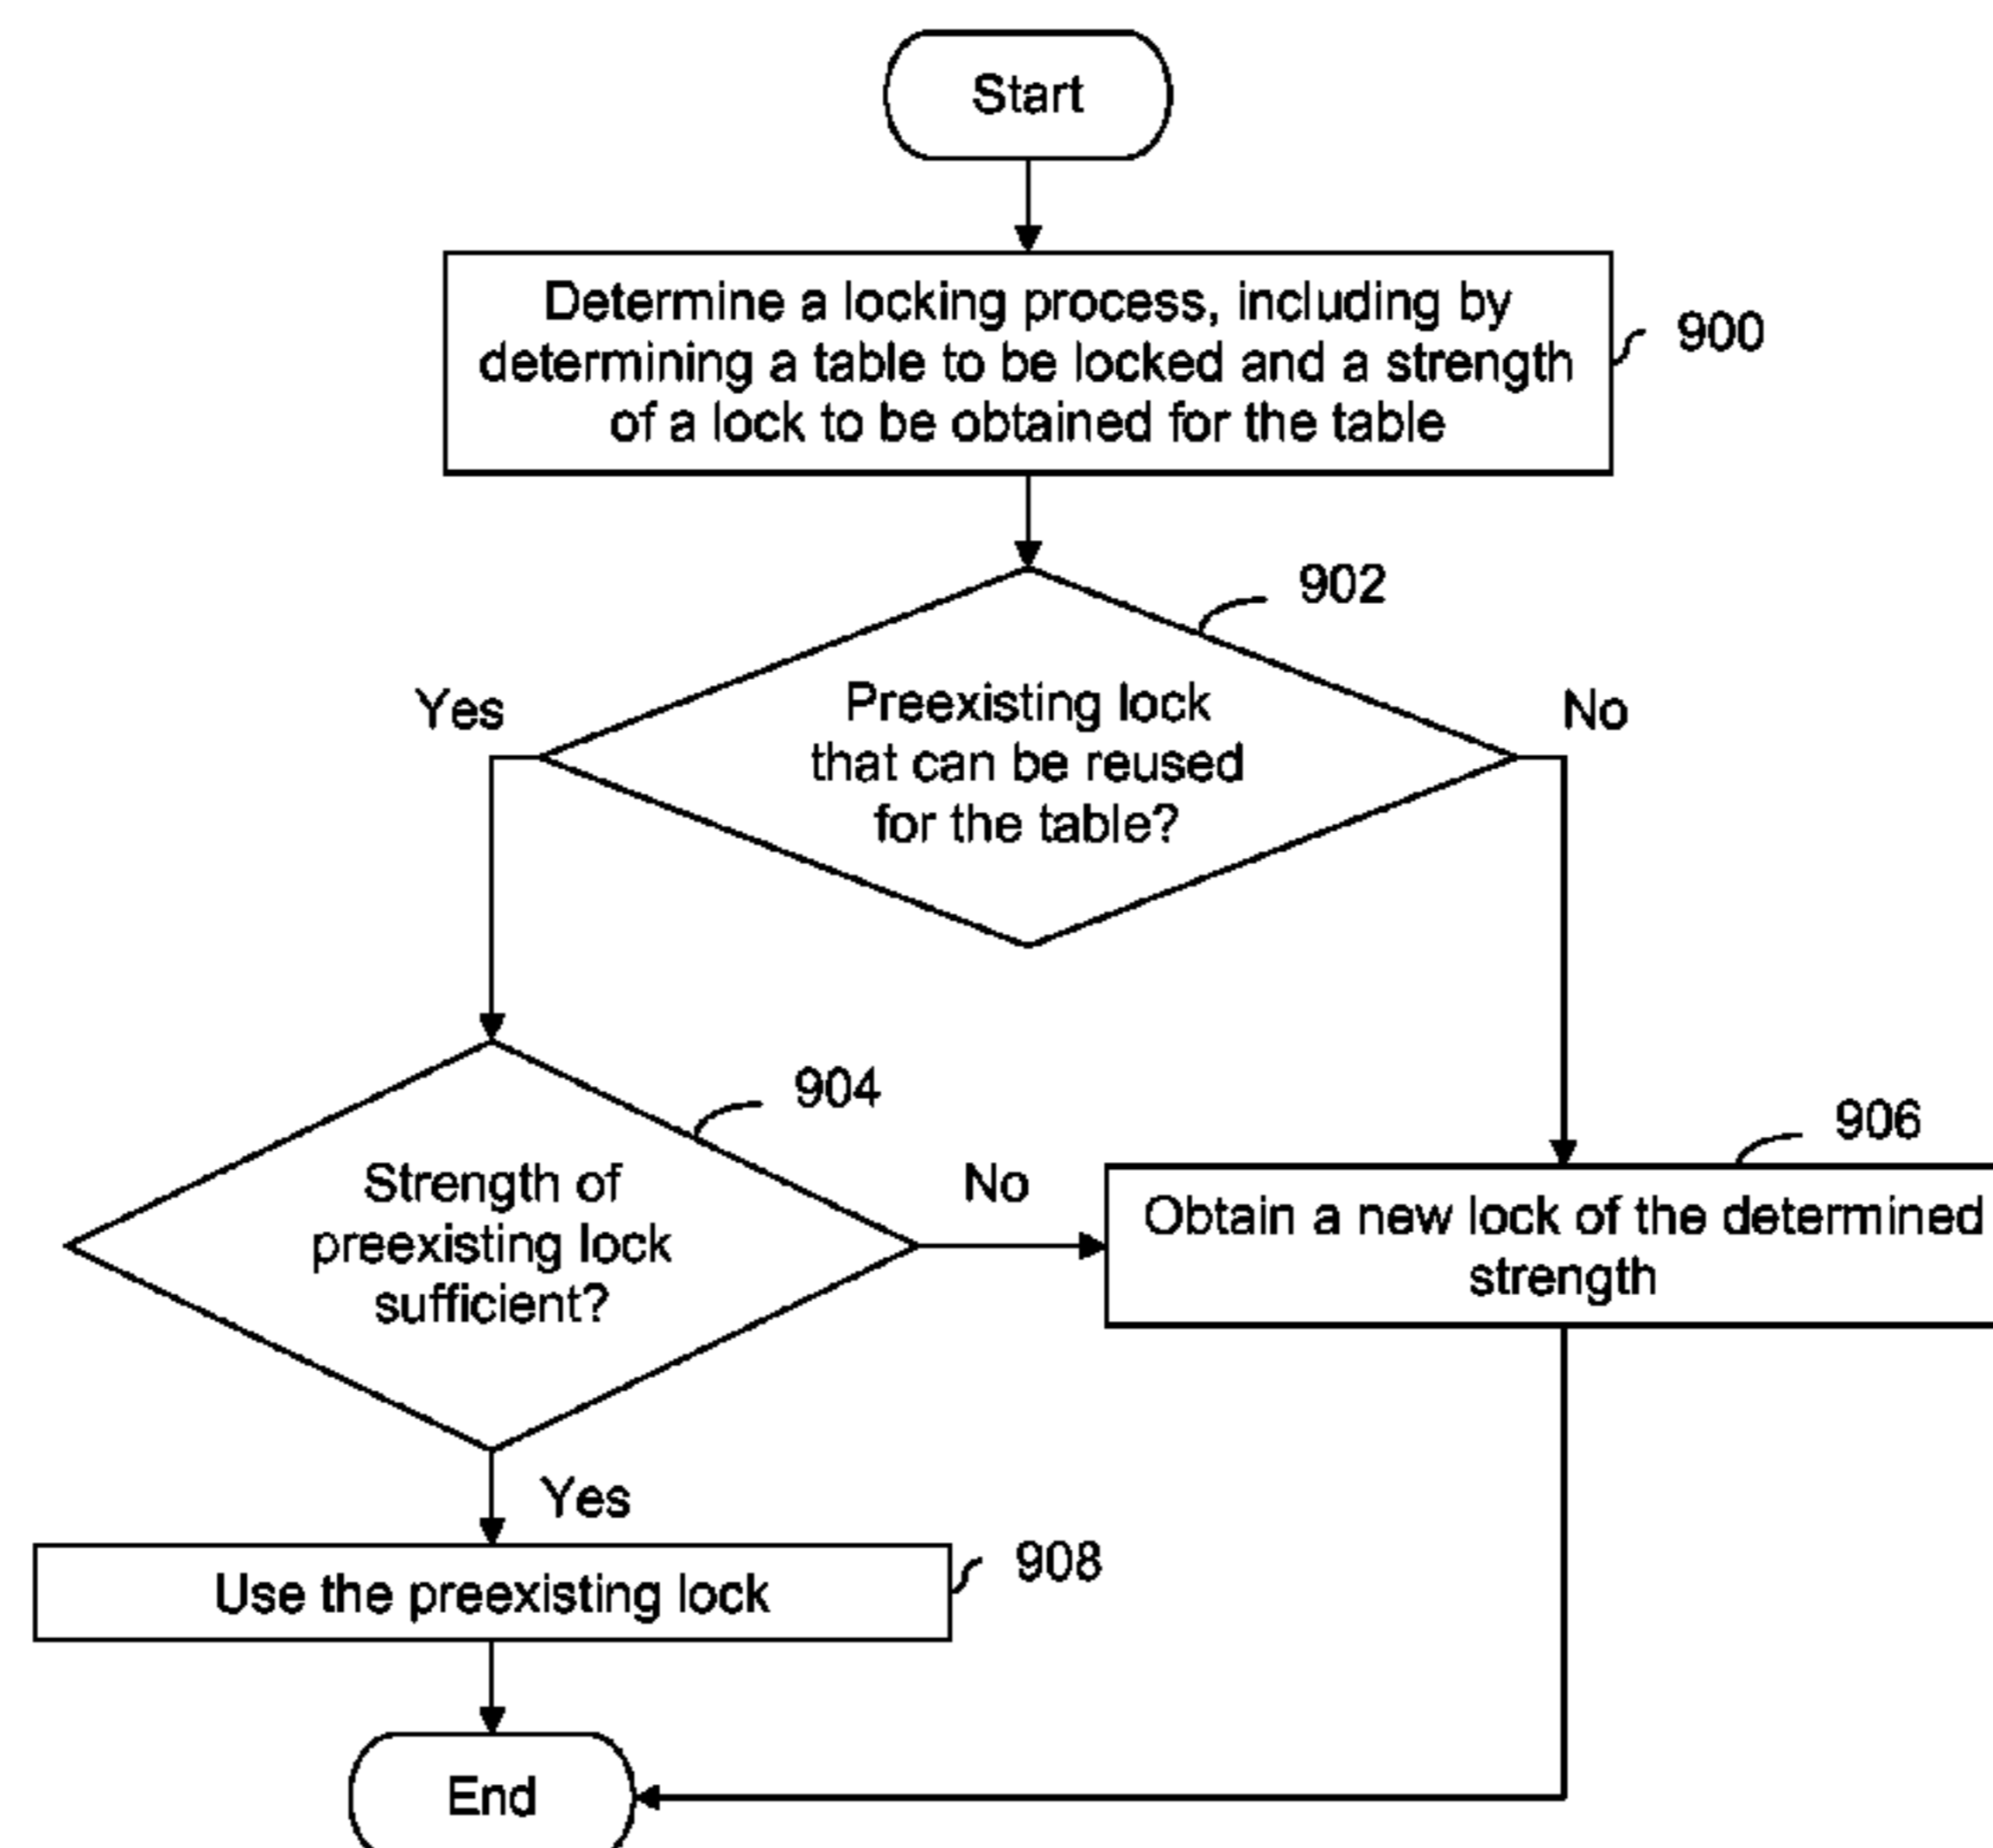 Start
Determine a locking process, including by
determining a table to be locked and a strength
of a lock to be obtained for the table
900
902
Yes
Preexisting lock
that can be reused
for the table?
No
904
Strength of
preexisting lock
sufficient?
No
906
Obtain a new lock of the determined
strength
Yes
Use the preexisting lock
908
End